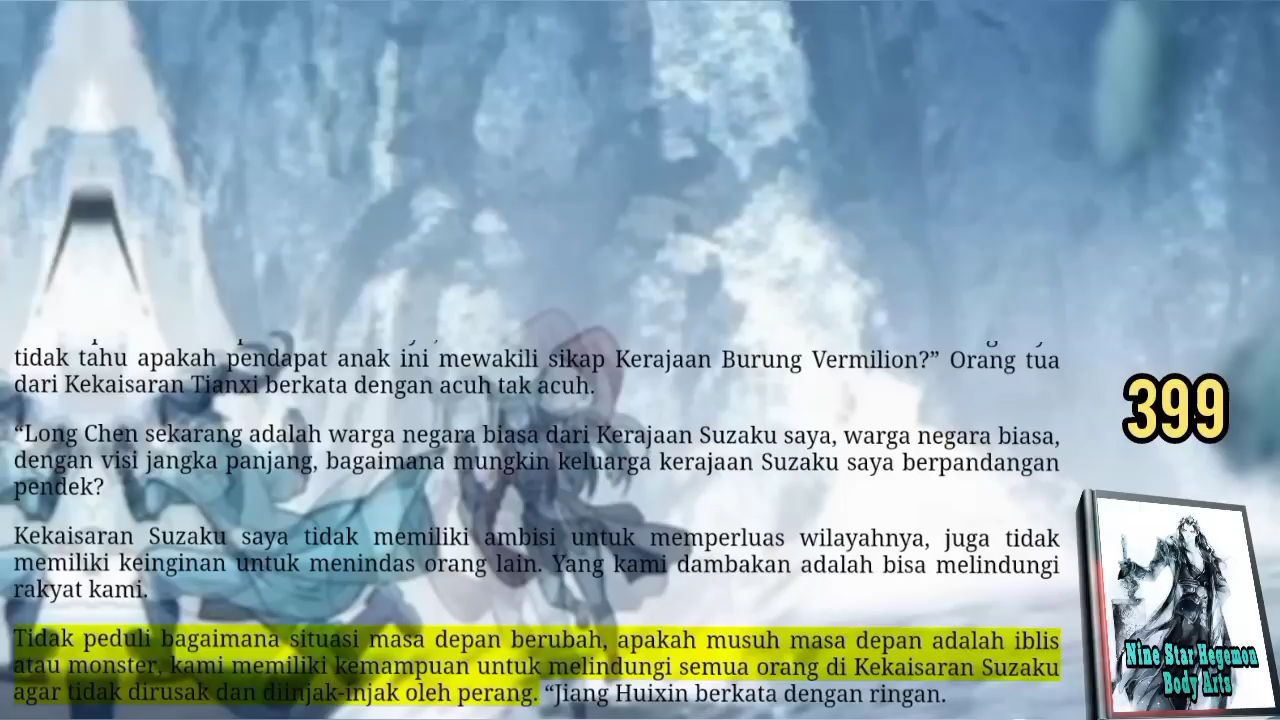 tidak tahu apakah pendapat anak ini mewakili sikap Kerajaan Burung Vermilion?” Orang tua
dari Kekaisaran Tianxi berkata dengan acuh tak acuh.
“Long Chen sekarang adalah warga negara biasa dari Kerajaan Suzaku saya, warga negara biasa,
dengan visi jangka panjang, bagaimana mungkin keluarga kerajaan Suzaku saya berpandangan
pendek?
Kekaisaran Suzaku saya tidak memiliki ambisi untuk memperluas wilayahnya, juga tidak
memiliki keinginan untuk menindas orang lain. Yang kami dambakan adalah bisa melindungi
rakyat kami.
Tidak peduli bagaimana situasi masa depan berubah, apakah musuh masa depan adalah iblis
atau monster, kami memiliki kemampuan untuk melindungi semua orang di Kekaisaran Suzaku
agar tidak dirusak dan diinjak-injak oleh perang. “Jiang Huixin berkata dengan ringan.
399
Nine Star Hegemon
Body Arts